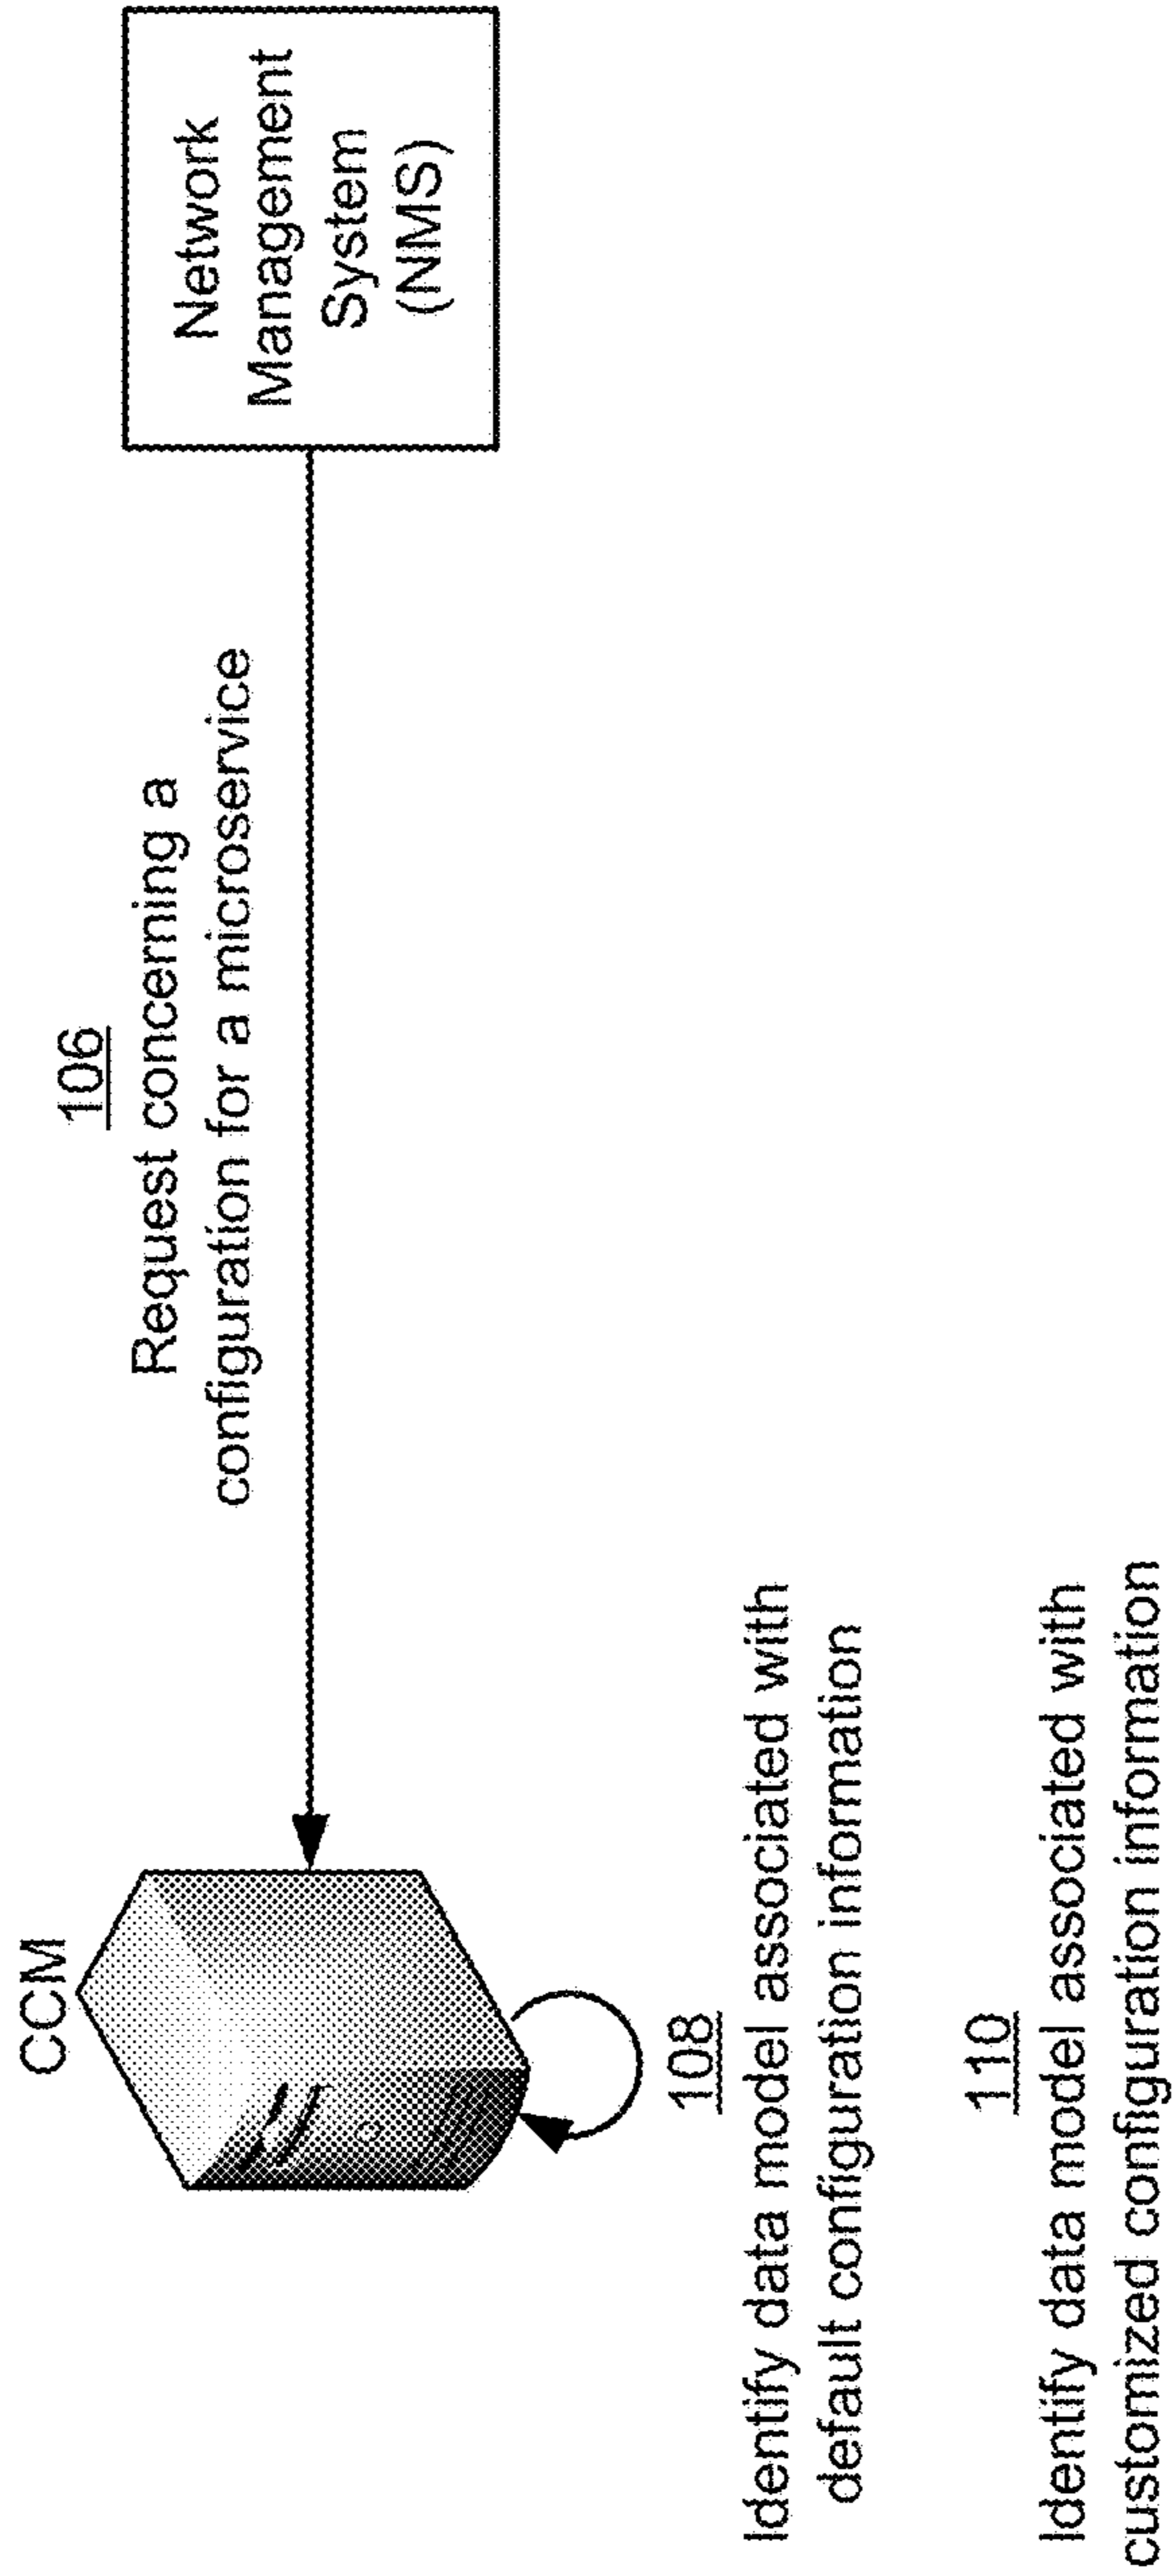 CCM
106
Request concerning a
configuration for a microservice
Network
Management
System
(NMS)
108
Identify data model associated with
default configuration information
110
Identify data model associated with
customized configuration information